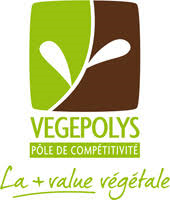 VEGEPOLYS
PÔLE DE COMPÉTITIVITÉ
La + value végétale